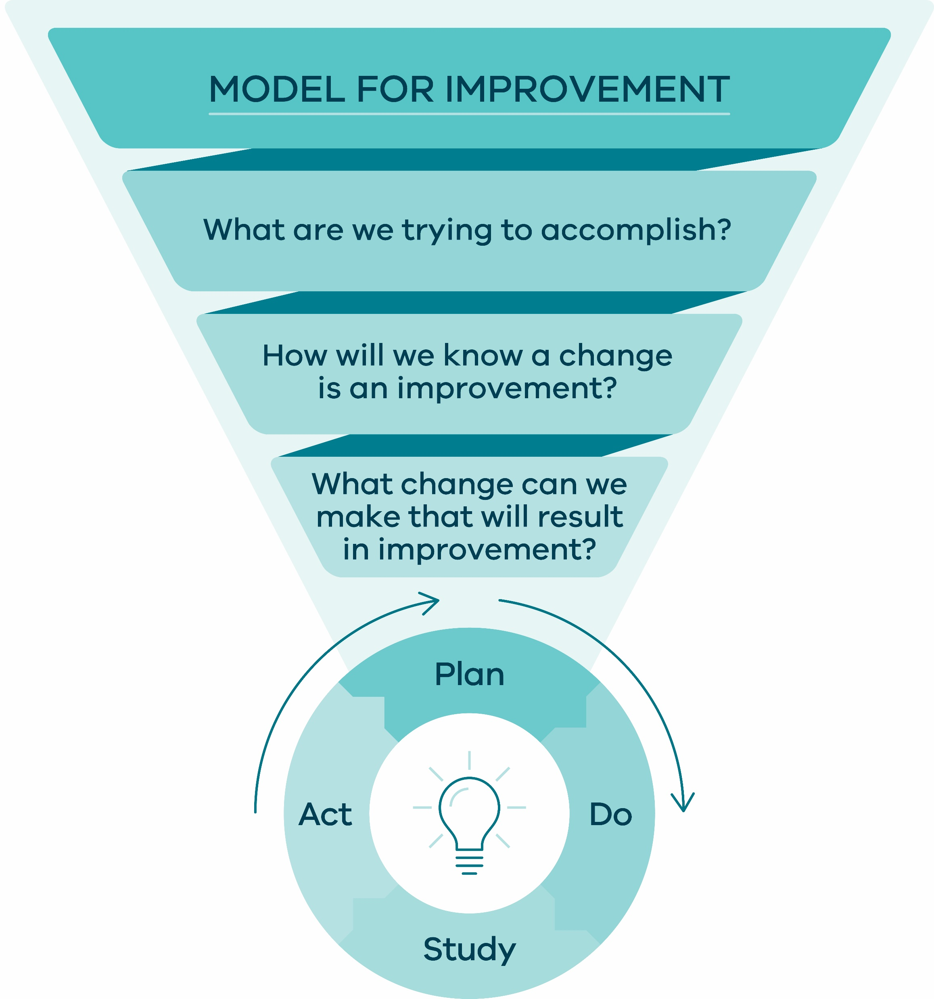 MODEL FOR IMPROVEMENT
What are we trying to accomplish?
How will we know a change
is an improvement?
What change can we
make that will result
in improvement?
Plan
Act
Do
Study